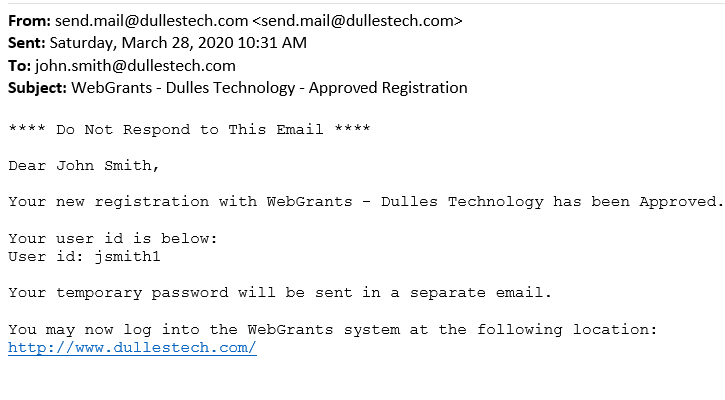 From: send.mail@dullestech.com <send.mail@dullestech.com>
Sent: Saturday, March 28, 2020 10:31 AM
To: john.smith@dullestech.com
Subject: WebGrants - Dulles Technology - Approved Registration
**** Do Not Respond to This Email ****
Dear John Smith,
Your new registration with WebGrants - Dulles Technology has been Approved.
Your user id is below:
User id: jsmith1
Your temporary password will be sent in a separate email.
You may now log into the WebGrants system at the following location:
http://www.dullestech.com/